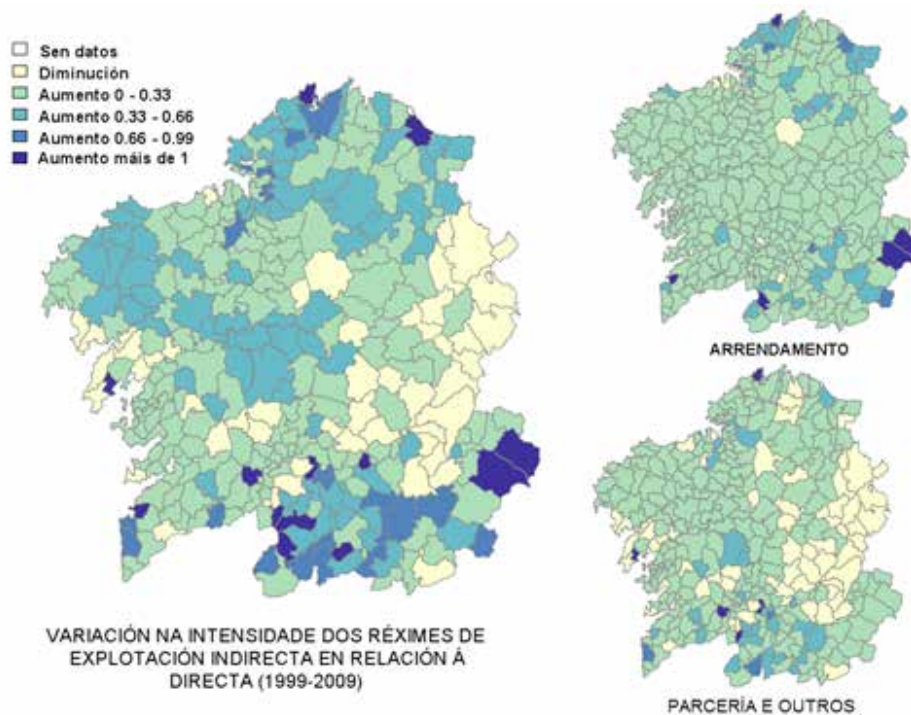 Sen datos
Diminución
Aumento 0 - 0.33
Aumento 0.33 - 0.66
Aumento 0.66 - 0.99
Aumento máis de 1
ARRENDAMENTO
VARIACIÓN NA INTENSIDADE DOS RÉXIMES DE
EXPLOTACIÓN INDIRECTA EN RELACIÓN Á
DIRECTA (1999-2009)
PARCERÍA E OUTROS